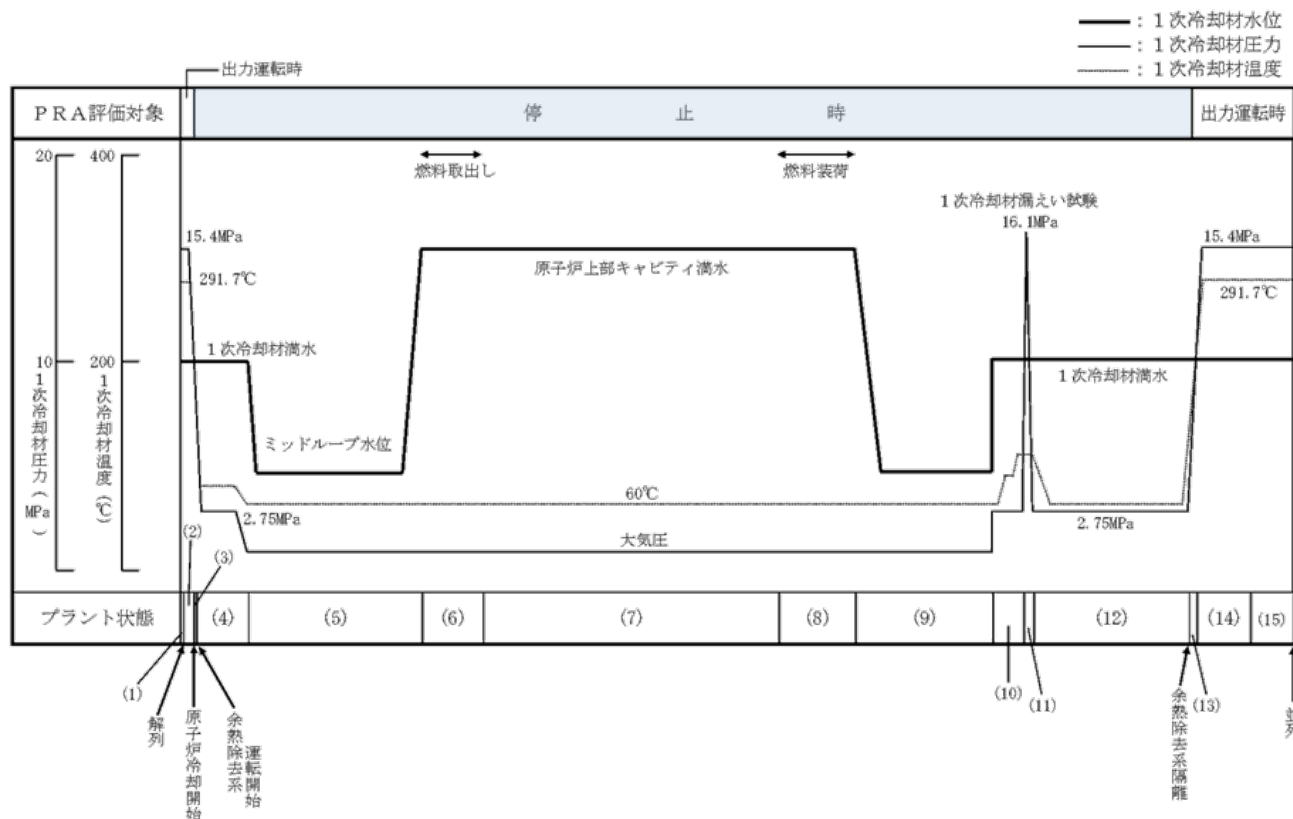 ：１次冷却材水位
：１次冷却材圧力
：１次冷却材温度
出力運転時
ＰＲＡ評価対象
停止時
出力運転時
20
400
燃料取出し
燃料装荷
１次冷却材漏えい試験
16.1MPa
15.4MPa
15.4MPa
原子炉上部キャビティ満水
291.7℃
291.7℃
１次冷却材満水
10
200
１次冷却材満水
１次冷却材圧力（MPa）
１次冷却材温度（℃）
ミッドループ水位
60℃
2.75MPa
2.75MPa
大気圧
(2)
(3)
プラント状態
(4)
(5)
(6)
(7)
(8)
(9)
(12)
(14)
(15)
(1)
(10)
(11)
(13)
解列
原子炉冷却開始
余熱除去系
運転開始
余熱除去系隔離
並列